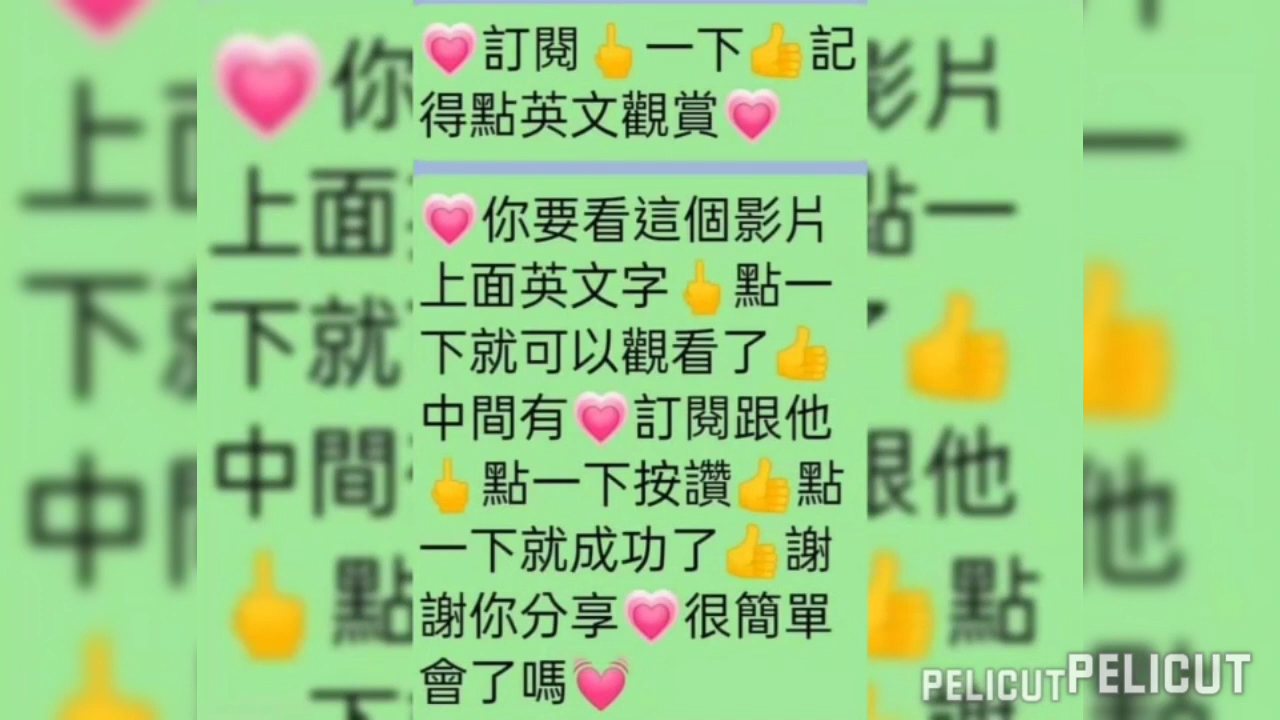 💗訂閱🖕一下👍記
得點英文觀賞💗
💗你要看這個影片
上面英文字🖕點一
下就可以觀看了👍
中間有💗訂閱跟他
🖕點一下按讚👍點
一下就成功了👍謝
謝你分享💗很簡單
會了嗎💓
PELICUT PELICUT